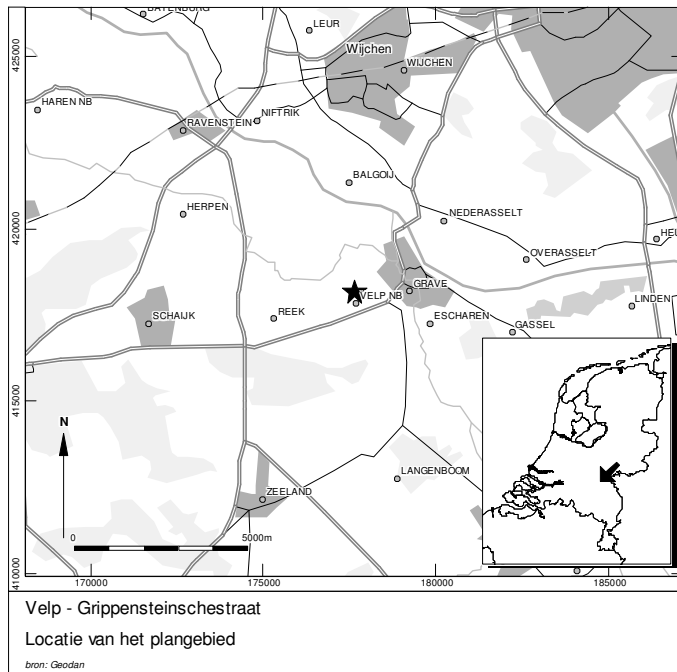 BATENBURG
LEUR
Wijchen
WIJCHEN
425000
HAREN NB
NIFTRIK
RAVENSTEIN
BALGOIJ
HERPEN
NEDERASSELT
420000
OVERASSELT
GRAVE
VELP NB
LINDEN
REEK
SCHAIJK
ESCHAREN
GASSEL
415000
N
LANGENBOOM
ZEELAND
0
5000m
410000
170000
175000
180000
185000
Velp - Grippensteinschestraat
Locatie van het plangebied
bron: Geodan